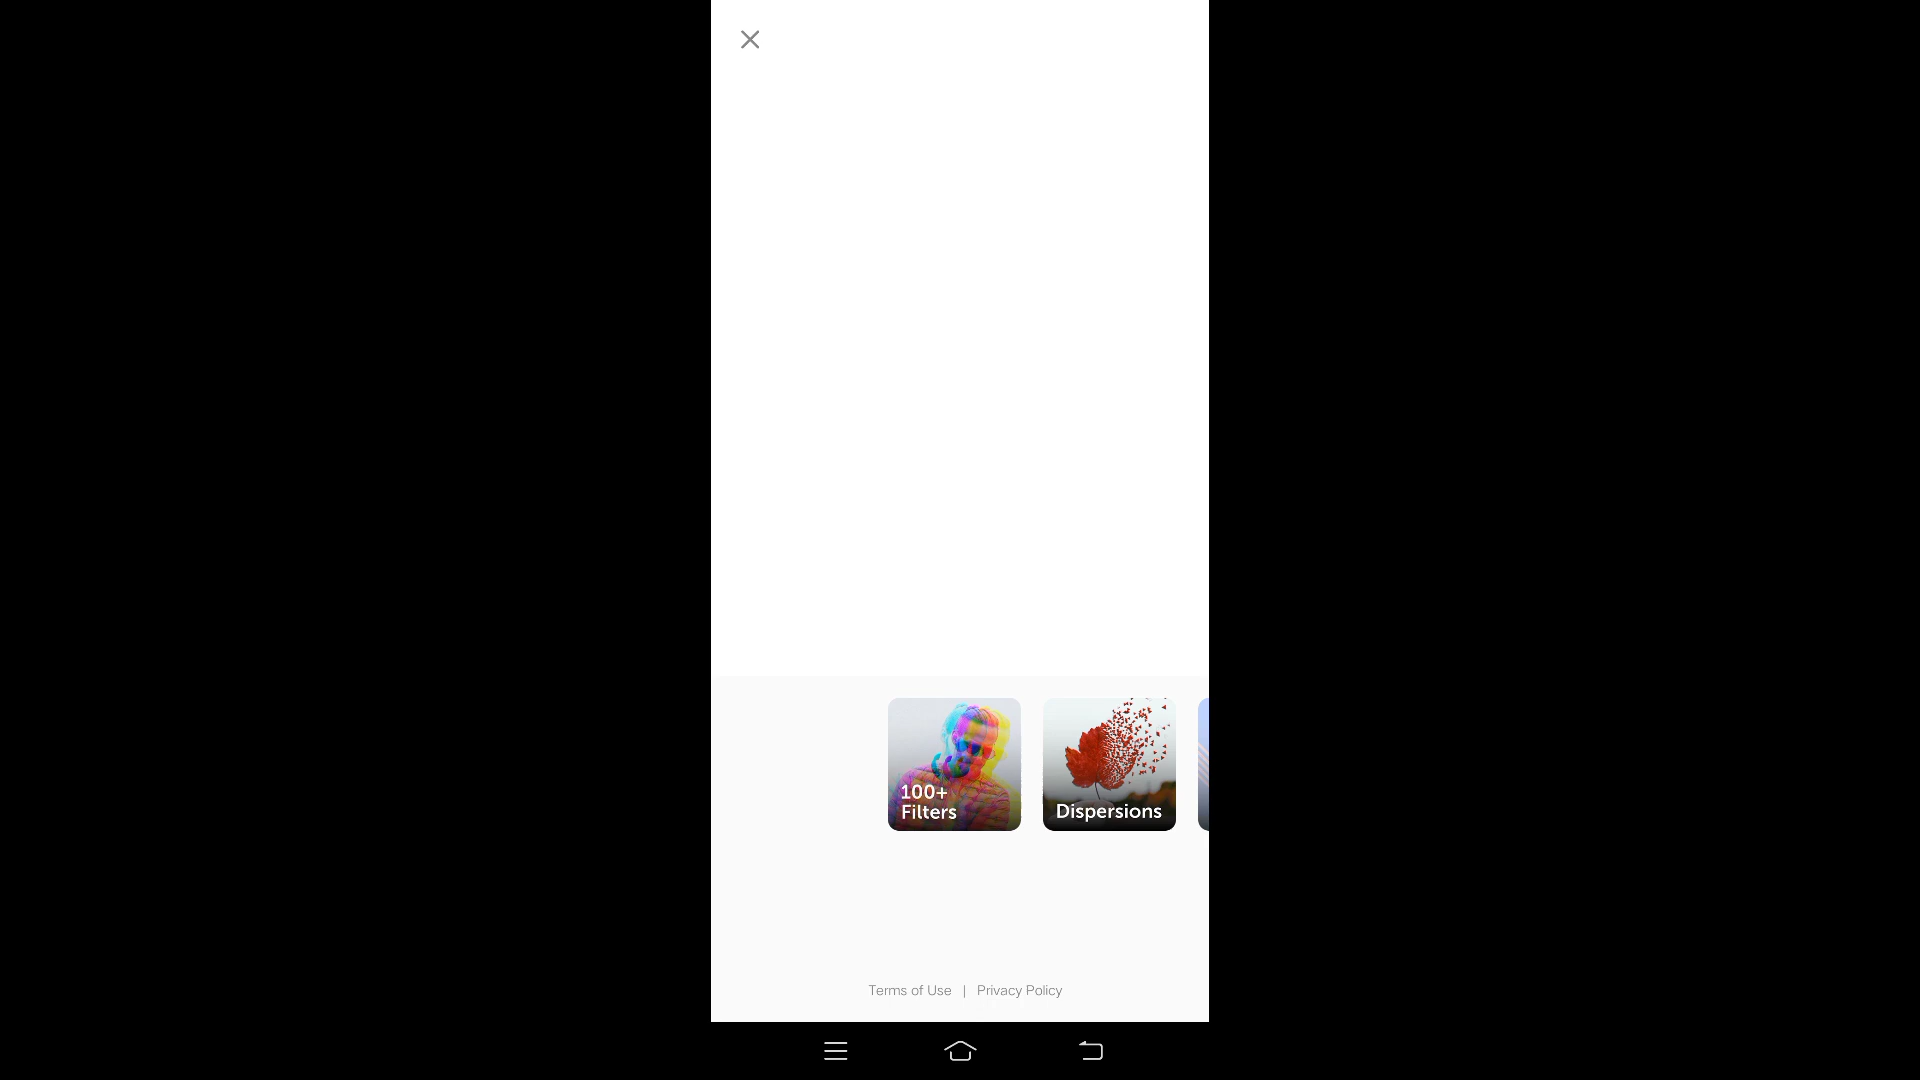 100+
Filters
Dispersions
Terms of Use | Privacy Policy